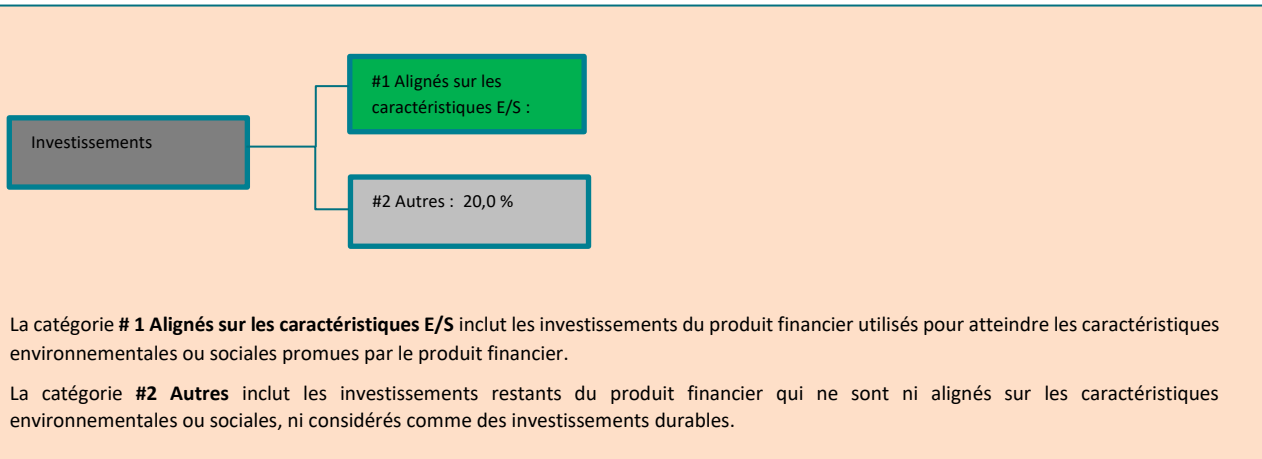 #1 Alignés sur les
caractéristiques E/S :
Investissements
#2 Autres : 20,0 %
La catégorie # 1 Alignés sur les caractéristiques E/S inclut les investissements du produit financier utilisés pour atteindre les caractéristiques
environnementales ou sociales promues par le produit financier.
La catégorie #2 Autres inclut les investissements restants du produit financier qui ne sont ni alignés sur les caractéristiques
environnementales ou sociales, ni considérés comme des investissements durables.